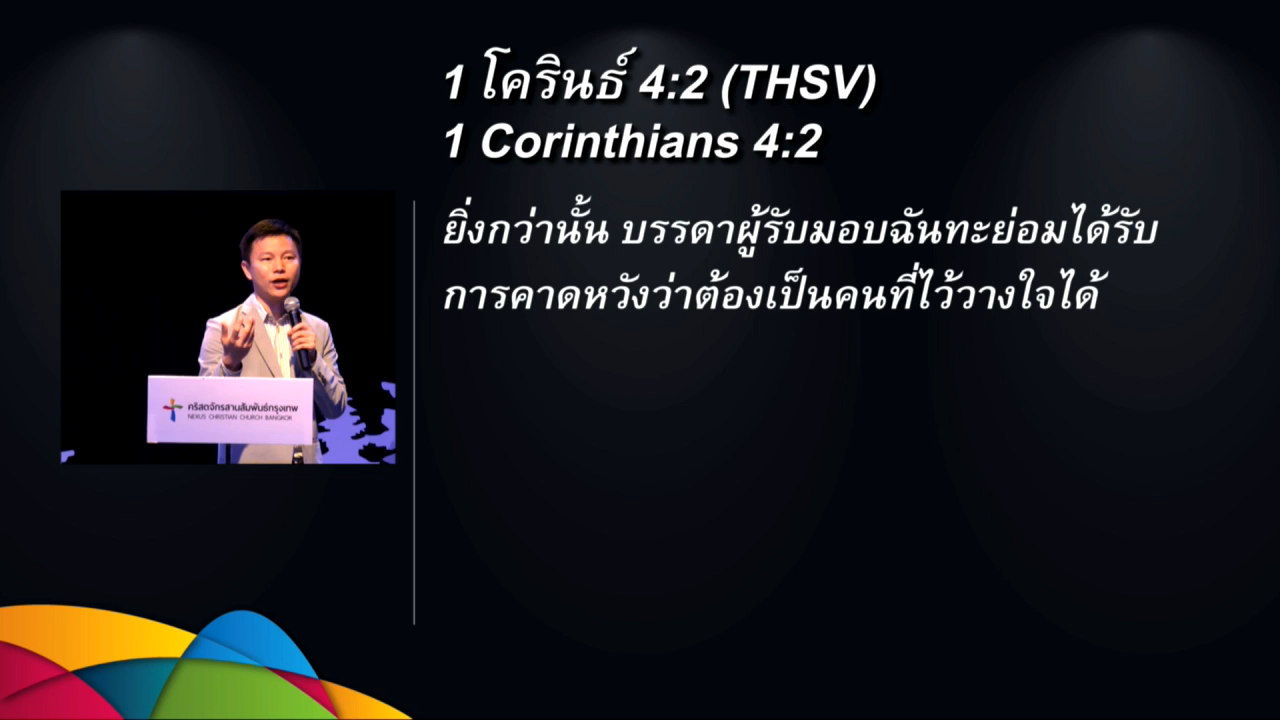 1 โครินธ์ 4:2 (THSV)
1 Corinthians 4:2
ยิ่งกว่านั้น บรรดาผู้รับมอบฉันทะย่อมได้รับ
การคาดหวังว่าต้องเป็นคนที่ไว้วางใจได้
คริสตจักรสานสัมพันธ์กรุงเทพ
NEXUS CHRISTIAN CHURCH BANGKOK